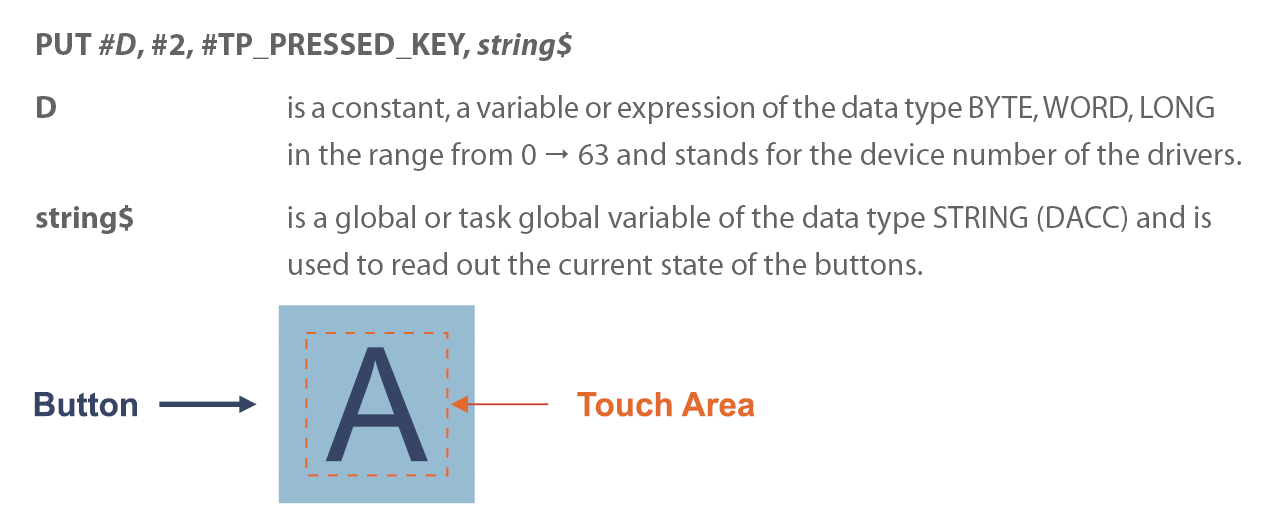 PUT #D, #2, #TP_PRESSED_KEY, string$
D is a constant, a variable or expression of the data type BYTE, WORD, LONG
in the range from 0 → 63 and stands for the device number of the drivers.
string$ is a global or task global variable of the data type STRING (DACC) and is
used to read out the current state of the buttons.
Button A Touch Area